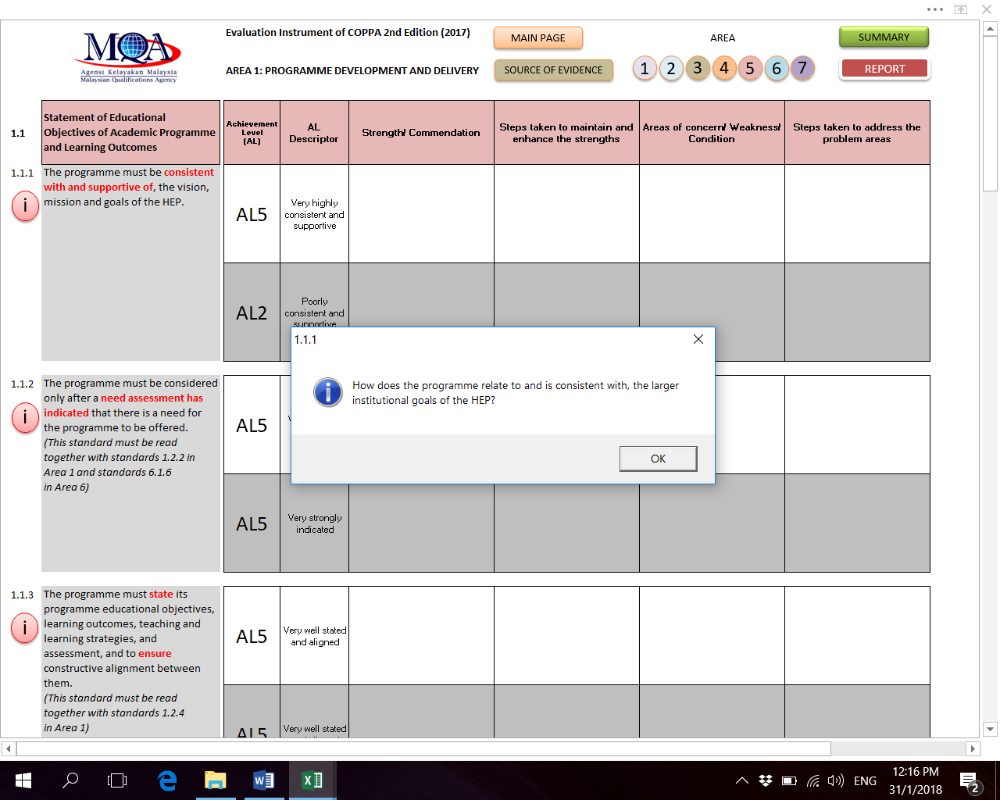 MQA
Agensi Kelayakan Malaysia
Malaysian Qualifications Agency
Evaluation Instrument of COPPA 2nd Edition (2017)
AREA 1: PROGRAMME DEVELOPMENT AND DELIVERY
MAIN PAGE
SOURCE OF EVIDENCE
AREA
1 2 3 4 5 6 7
SUMMARY
REPORT
1.1
Statement of Educational
Objectives of Academic Programme
and Learning Outcomes
Achievement
Level
(AL)
AL
Descriptor
Strength/ Commendation
Steps taken to maintain and
enhance the strengths
Areas of concern/ Weakness/
Condition
Steps taken to address the
problem areas
1.1.1
i
The programme must be consistent
with and supportive of, the vision,
mission and goals of the HEP.
AL5
Very highly
consistent and
supportive
AL2
Poorly
consistent and
supportive
1.1.1
How does the programme relate to and is consistent with, the larger
institutional goals of the HEP?
OK
1.1.2
i
The programme must be considered
only after a need assessment has
indicated that there is a need for
the programme to be offered.
(This standard must be read
together with standards 1.2.2 in
Area 1 and standards 6.1.6
in Area 6)
AL5
AL5
Very strongly
indicated
1.1.3
i
The programme must state its
programme educational objectives,
learning outcomes, teaching and
learning strategies, and
assessment, and to ensure
constructive alignment between
them.
(This standard must be read
together with standards 1.2.4
in Area 1)
AL5
Very well stated
and aligned
AL5
Very well stated
ENG
12:16 PM
31/1/2018
2